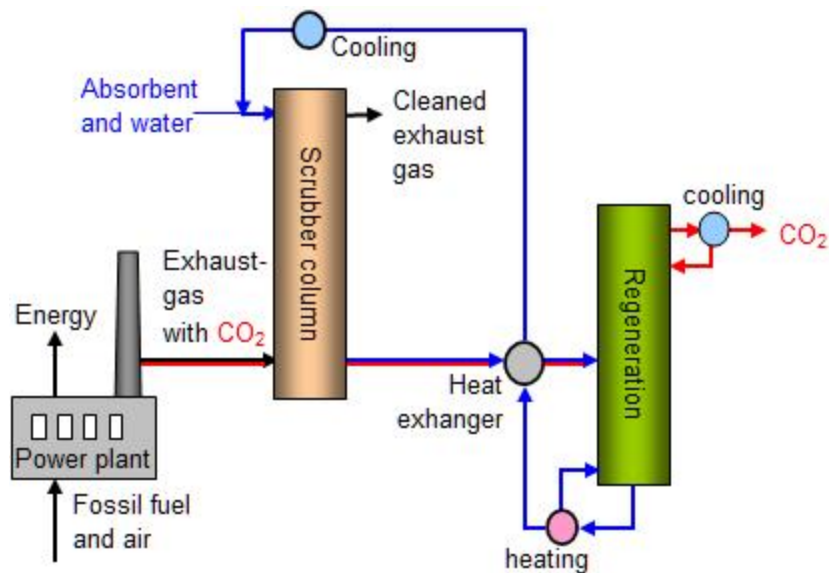 Cooling
Absorbent
and water
Cleaned
exhaust
gas
Scrubber column
cooling
CO₂
Regeneration
Exhaust-
gas
with CO₂
Energy
Heat
exhanger
Power plant
Fossil fuel
and air
heating